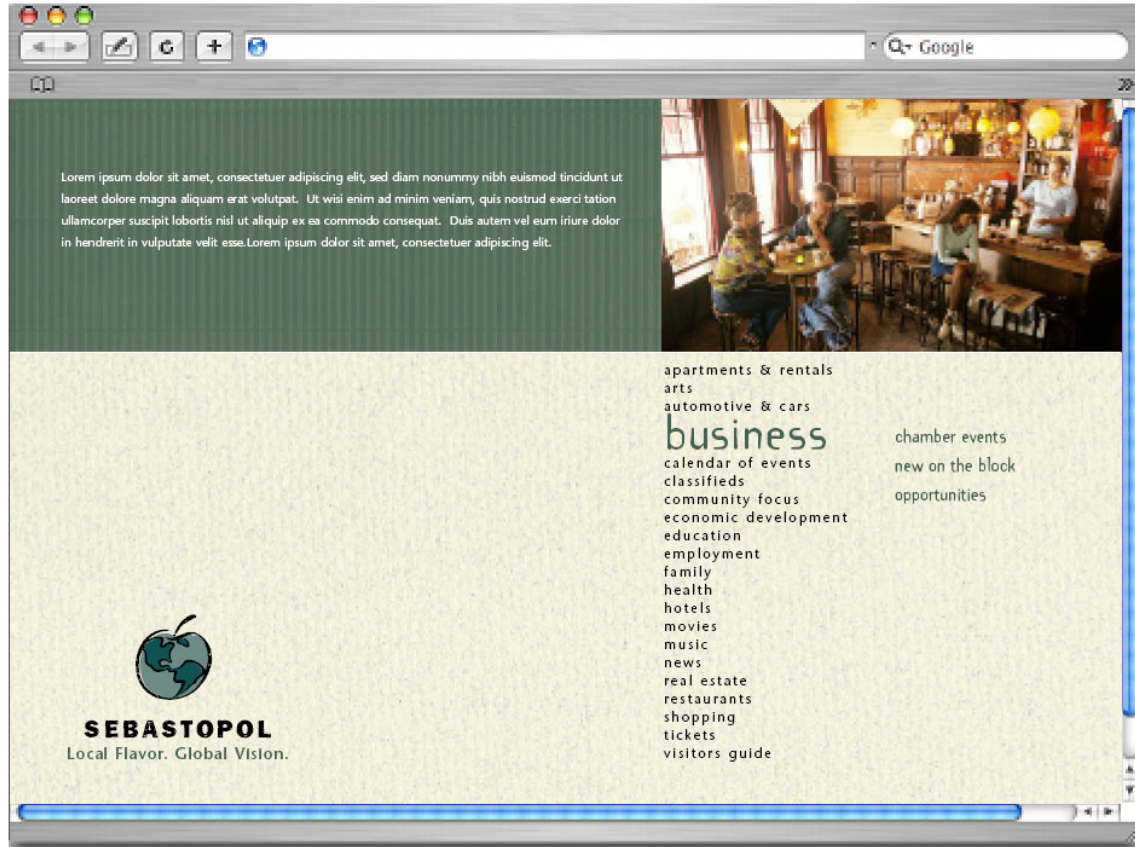 Google
Lorem ipsum dolor sit amet, consectetuer adipiscing elit, sed diam nonummy nibh euismod tincidunt ut
laoreet dolore magna aliquam erat volutpat. Ut wisi enim ad minim veniam, quis nostrud exerci tation
ullamcorper suscipit lobortis nisl ut aliquip ex ea commodo consequat. Duis autem vel eum iriure dolor
in hendrerit in vulputate velit esse.Lorem ipsum dolor sit amet, consectetuer adipiscing elit.
apartments & rentals
arts
automotive & cars
business
calendar of events
classifieds
community focus
economic development
education
employment
family
health
hotels
movies
music
news
real estate
restaurants
shopping
tickets
visitors guide
chamber events
new on the block
opportunities
SEBASTOPOL
Local Flavor. Global Vision.